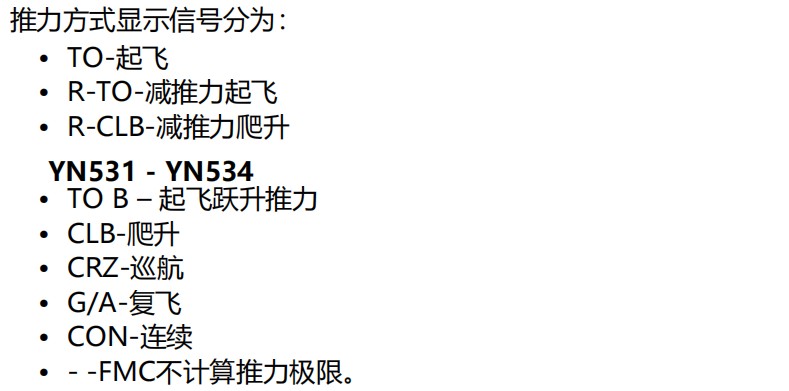 推力方式显示信号分为：
• TO-起飞
• R-TO-减推力起飞
• R-CLB-减推力爬升
YN531 - YN534
• TO B – 起飞跃升推力
• CLB-爬升
• CRZ-巡航
• G/A-复飞
• CON-连续
• - -FMC不计算推力极限。